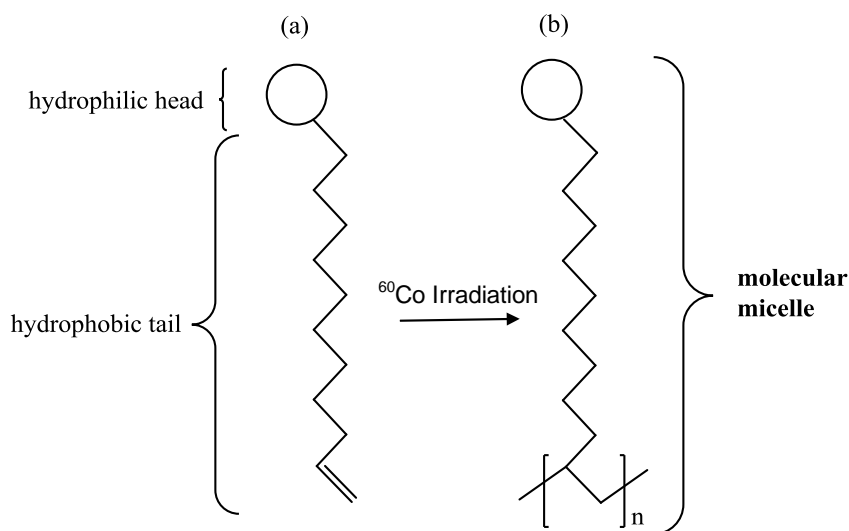 (a)
(b)
hydrophilic head
hydrophobic tail
⁶⁰Co Irradiation
molecular
micelle
n